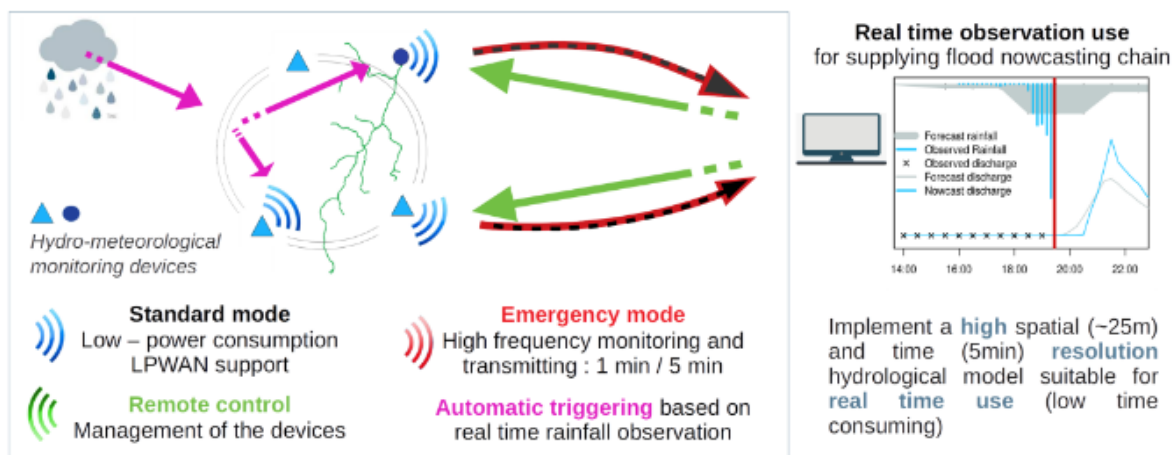 Hydro-meteorological
monitoring devices
Standard mode
Low – power consumption
LPWAN support
Remote control
Management of the devices
Emergency mode
High frequency monitoring and
transmitting : 1 min / 5 min
Automatic triggering based on
real time rainfall observation
Real time observation use
for supplying flood nowcasting chain
Forecast rainfall
Observed Rainfall
Observed discharge
Forecast discharge
Nowcast discharge
14:00 16:00 18:00 20:00 22:00
Implement a high spatial (~25m)
and time (5min) resolution
hydrological model suitable for
real time use (low time
consuming)